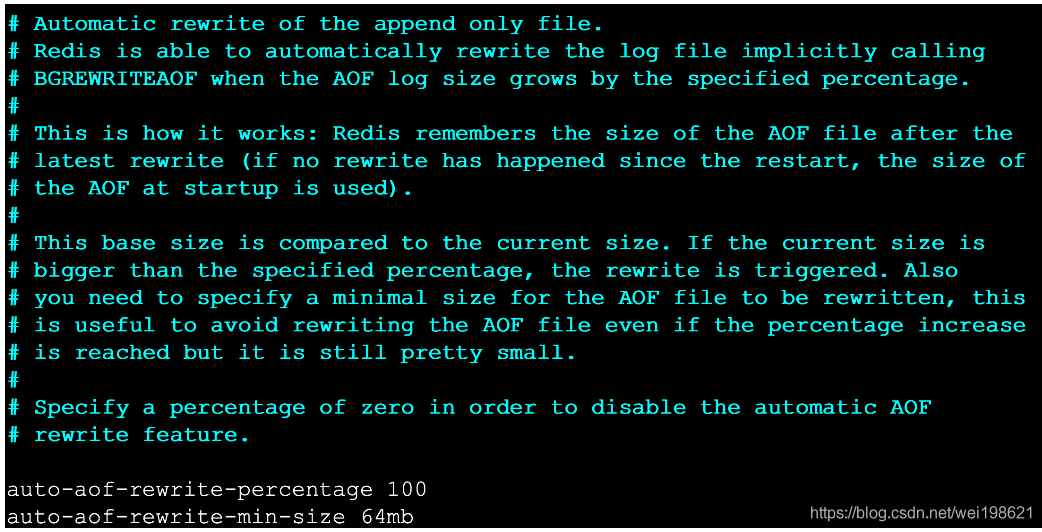 # Automatic rewrite of the append only file.
# Redis is able to automatically rewrite the log file implicitly calling
# BGREWRITEAOF when the AOF log size grows by the specified percentage.
#
# This is how it works: Redis remembers the size of the AOF file after the
# latest rewrite (if no rewrite has happened since the restart, the size of
# the AOF at startup is used).
#
# This base size is compared to the current size. If the current size is
# bigger than the specified percentage, the rewrite is triggered. Also
# you need to specify a minimal size for the AOF file to be rewritten, this
# is useful to avoid rewriting the AOF file even if the percentage increase
# is reached but it is still pretty small.
#
# Specify a percentage of zero in order to disable the automatic AOF
# rewrite feature.
auto-aof-rewrite-percentage 100
auto-aof-rewrite-min-size 64mb
https://blog.csdn.net/wei198621